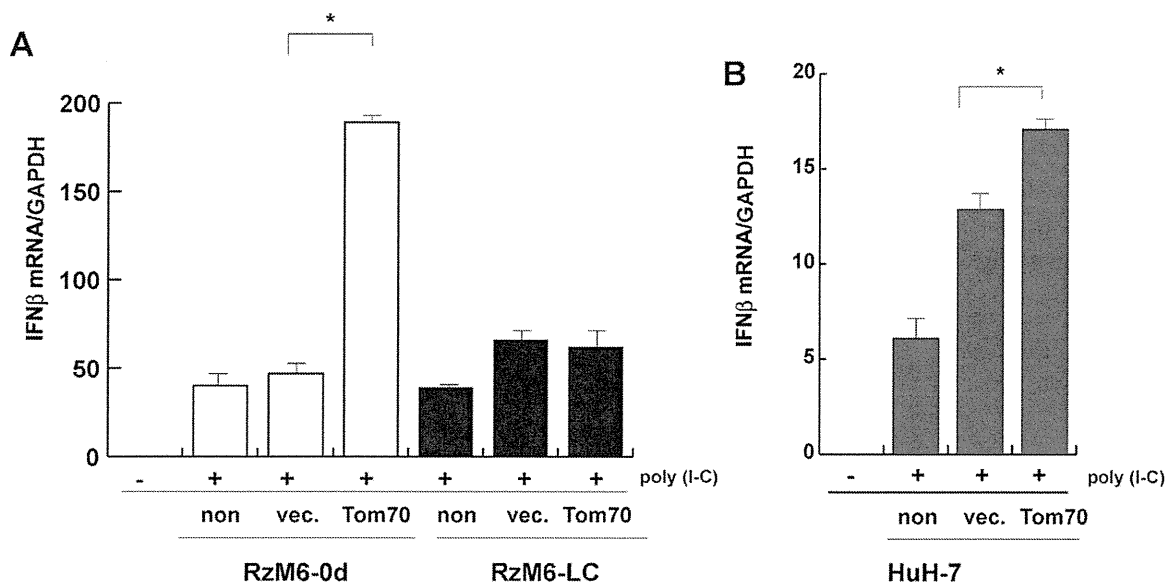 A
*
IFNβ mRNA/GAPDH
200
150
100
50
0
- + + + + + + poly (I-C)
non vec. Tom70 non vec. Tom70
RzM6-0d RzM6-LC
B
*
IFNβ mRNA/GAPDH
20
15
10
5
0
- + + + poly (I-C)
non vec. Tom70
HuH-7